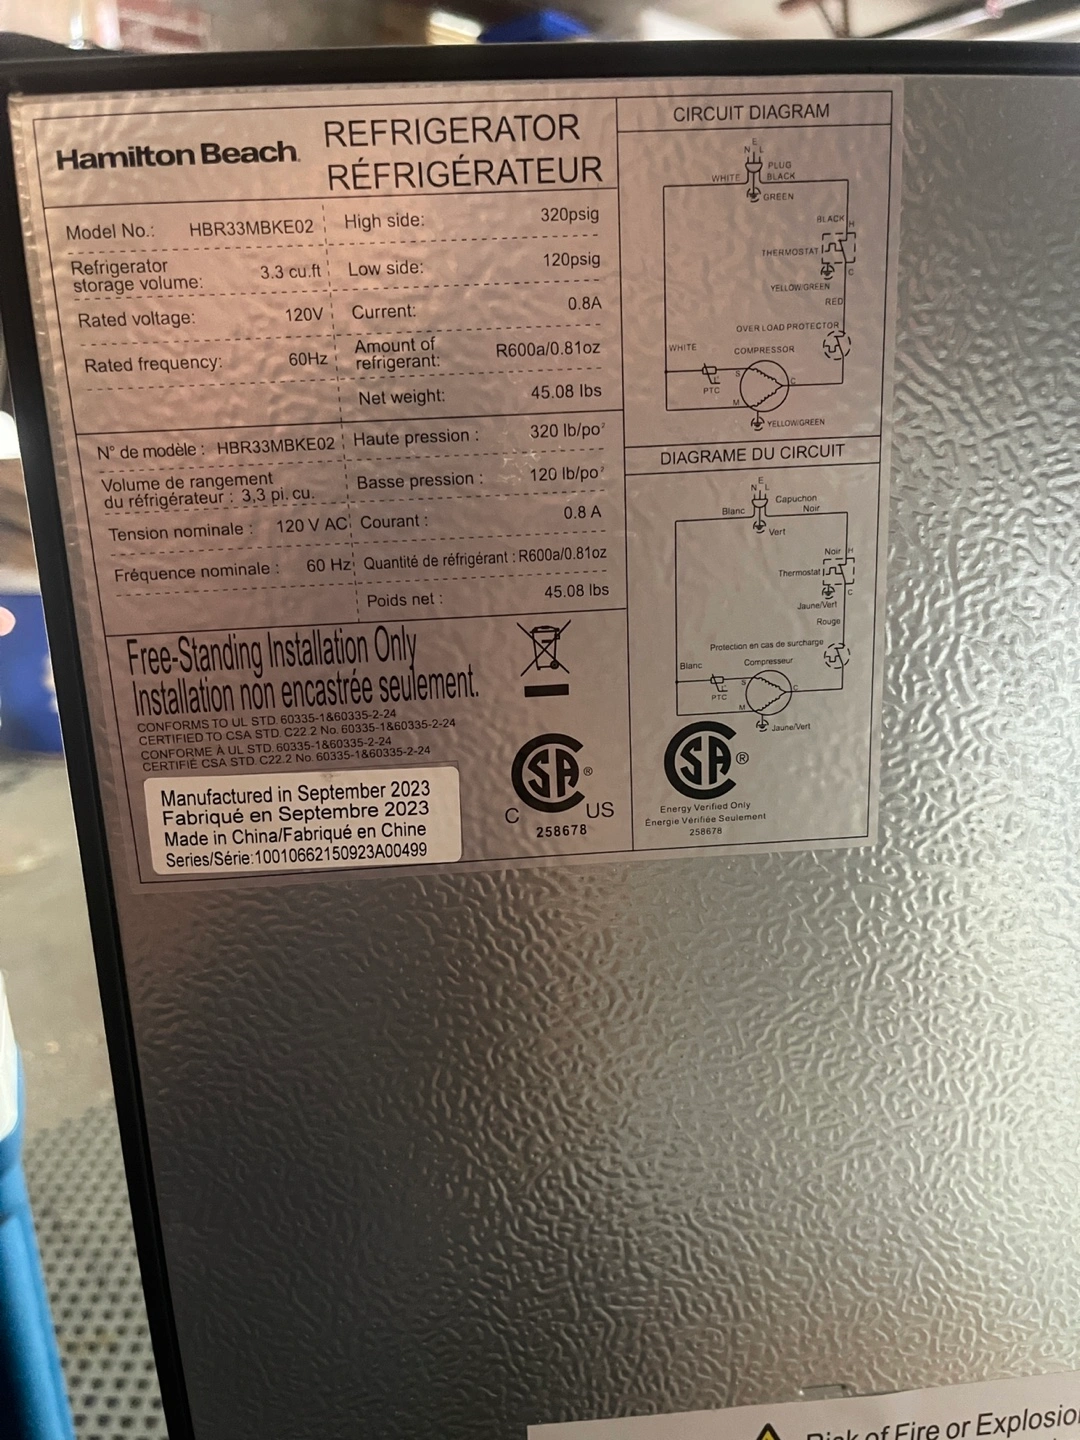 Hamilton Beach.
REFRIGERATOR
RÉFRIGÉRATEUR
Model No.: HBR33MBKE02
Refrigerator
storage volume: 3.3 cu.ft
Rated voltage: 120V
Rated frequency: 60Hz
High side: 320psig
Low side: 120psig
Current: 0.8A
Amount of
refrigerant: R600a/0.81oz
Net weight: 45.08 lbs
N° de modèle : HBR33MBKE02
Volume de rangement
du réfrigérateur : 3,3 pi. cu.
Tension nominale : 120 V AC
Fréquence nominale : 60 Hz
Haute pression : 320 lb/po²
Basse pression : 120 lb/po²
Courant : 0.8 A
Quantité de réfrigérant : R600a/0.81oz
Poids net : 45.08 lbs
Free-Standing Installation Only
Installation non encastrée seulement.
CONFORMS TO UL STD. 60335-1&60335-2-24
CERTIFIED TO CSA STD. C22.2 No. 60335-1&60335-2-24
CONFORME À UL STD. 60335-1&60335-2-24
CERTIFIÉ CSA STD. C22.2 No. 60335-1&60335-2-24
Manufactured in September 2023
Fabriqué en Septembre 2023
Made in China/Fabriqué en Chine
Series/Série:10010662150923A00499
SA ®
C US
258678
CIRCUIT DIAGRAM
E
N L
PLUG
WHITE BLACK
GREEN
BLACK H
THERMOSTAT
C
YELLOW/GREEN
RED
OVER LOAD PROTECTOR
WHITE COMPRESSOR
S C
PTC
M
YELLOW/GREEN
DIAGRAME DU CIRCUIT
E
N L
Capuchon
Blanc Noir
Vert
Noir H
Thermostat
C
Jaune/Vert
Rouge
Protection en cas de surcharge
Blanc Compresseur
S C
PTC
M
Jaune/Vert
SA ®
Energy Verified Only
Énergie Vérifiée Seulement
258678
Risk of Fire or Explosio